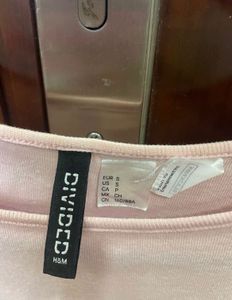 DIVIDED
H&M
EUR S
US S
CA P
MX CH
CN 160/88A